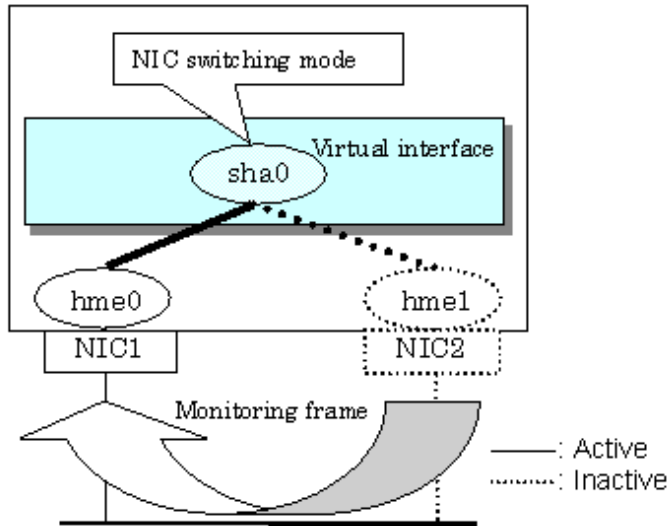 NIC switching mode
Virtual interface
sha0
hme0
hme1
NIC1
NIC2
Monitoring frame
: Active
: Inactive